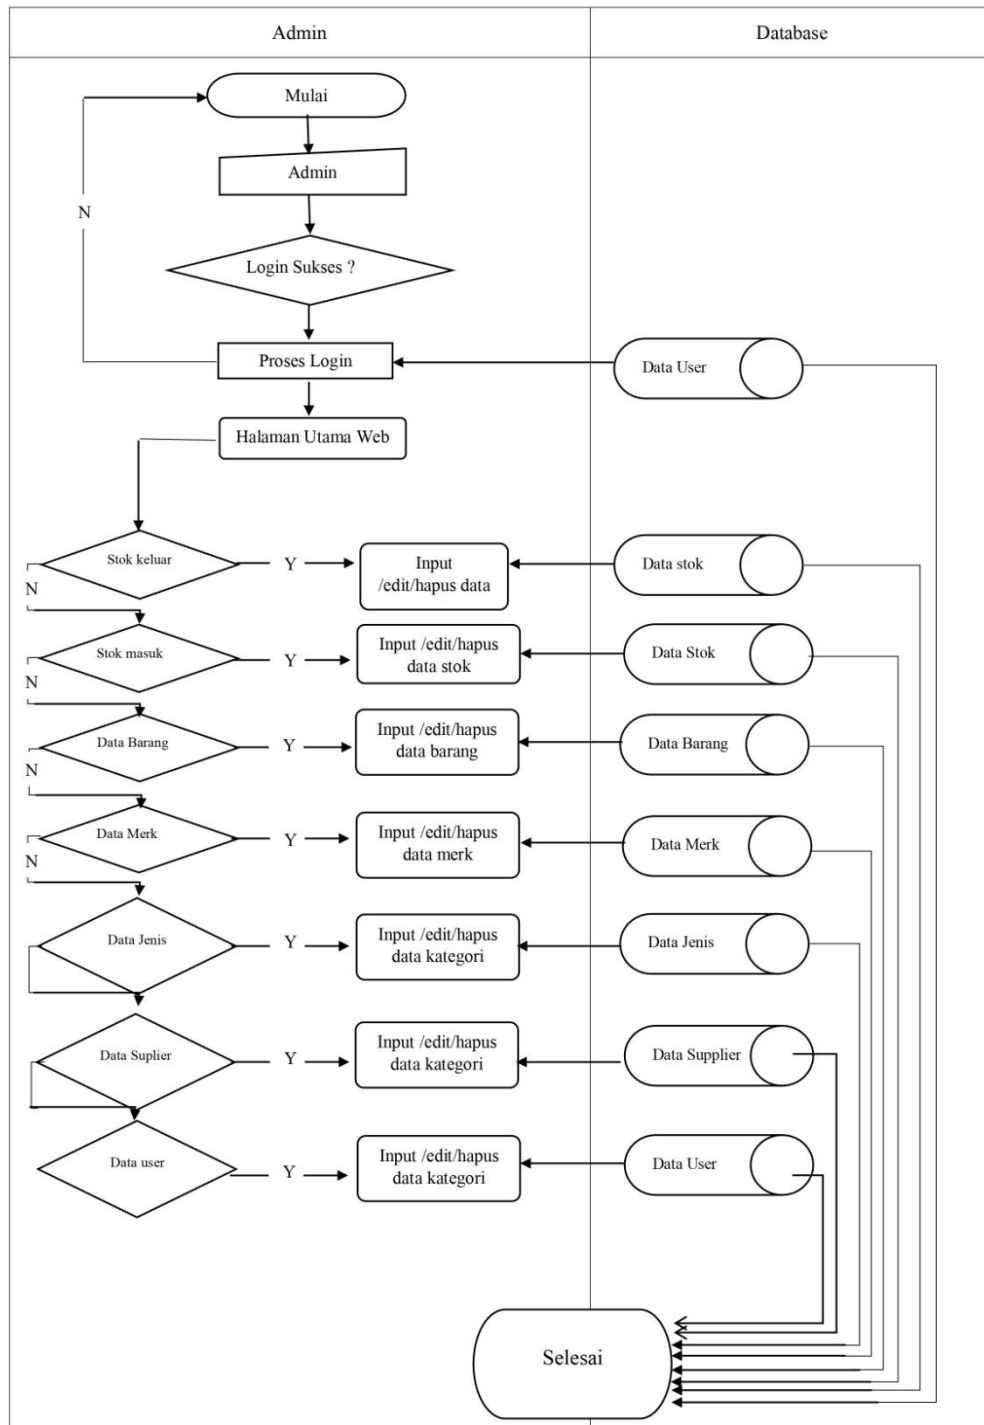 Admin
Database
Mulai
Admin
N
Login Sukses ?
Proses Login
Data User
Halaman Utama Web
Stok keluar
Y
Input
/edit/hapus data
Data stok
N
Stok masuk
Y
Input /edit/hapus
data stok
Data Stok
N
Data Barang
Y
Input /edit/hapus
data barang
Data Barang
N
Data Merk
Y
Input /edit/hapus
data merk
Data Merk
N
Data Jenis
Y
Input /edit/hapus
data kategori
Data Jenis
Data Suplier
Y
Input /edit/hapus
data kategori
Data Supplier
Data user
Y
Input /edit/hapus
data kategori
Data User
Selesai